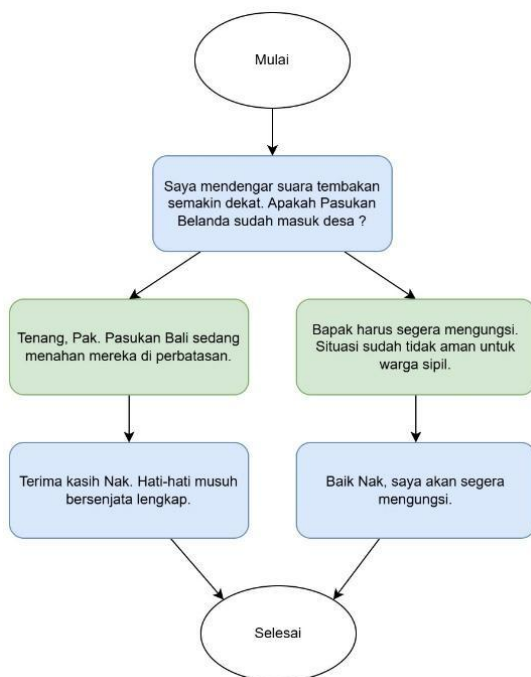 Mulai
Saya mendengar suara tembakan
semakin dekat. Apakah Pasukan
Belanda sudah masuk desa ?
Tenang, Pak. Pasukan Bali sedang
menahan mereka di perbatasan.
Bapak harus segera mengungsi.
Situasi sudah tidak aman untuk
warga sipil.
Terima kasih Nak. Hati-hati musuh
bersenjata lengkap.
Baik Nak, saya akan segera
mengungsi.
Selesai